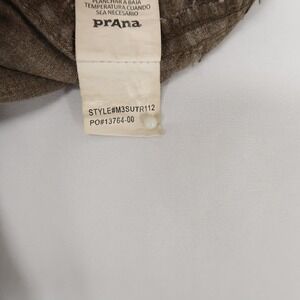 PLANCHAR A BAJA
TEMPERATURA CUANDO
SEA NECESARIO
prAna
STYLE#M3SUTR112
PO#13764-00